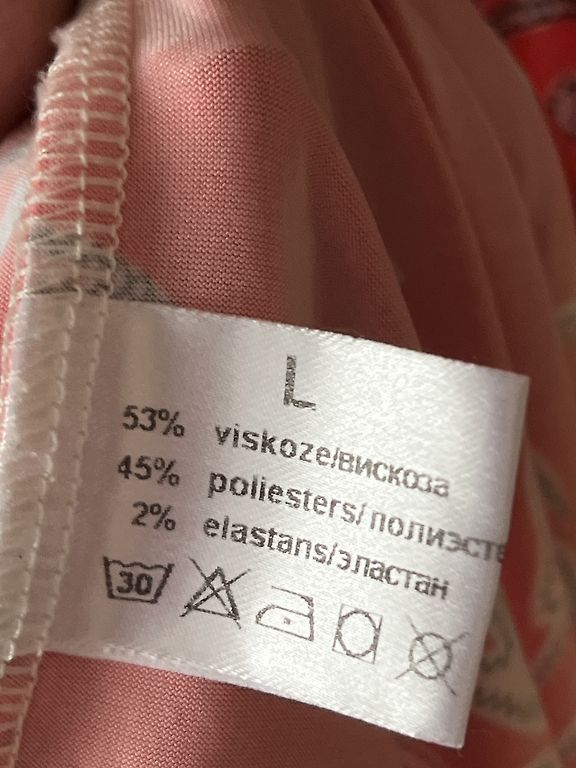 L
53% viskoze/вискоза
45% poliesters/полиэсте
2% elastans/эластан
30